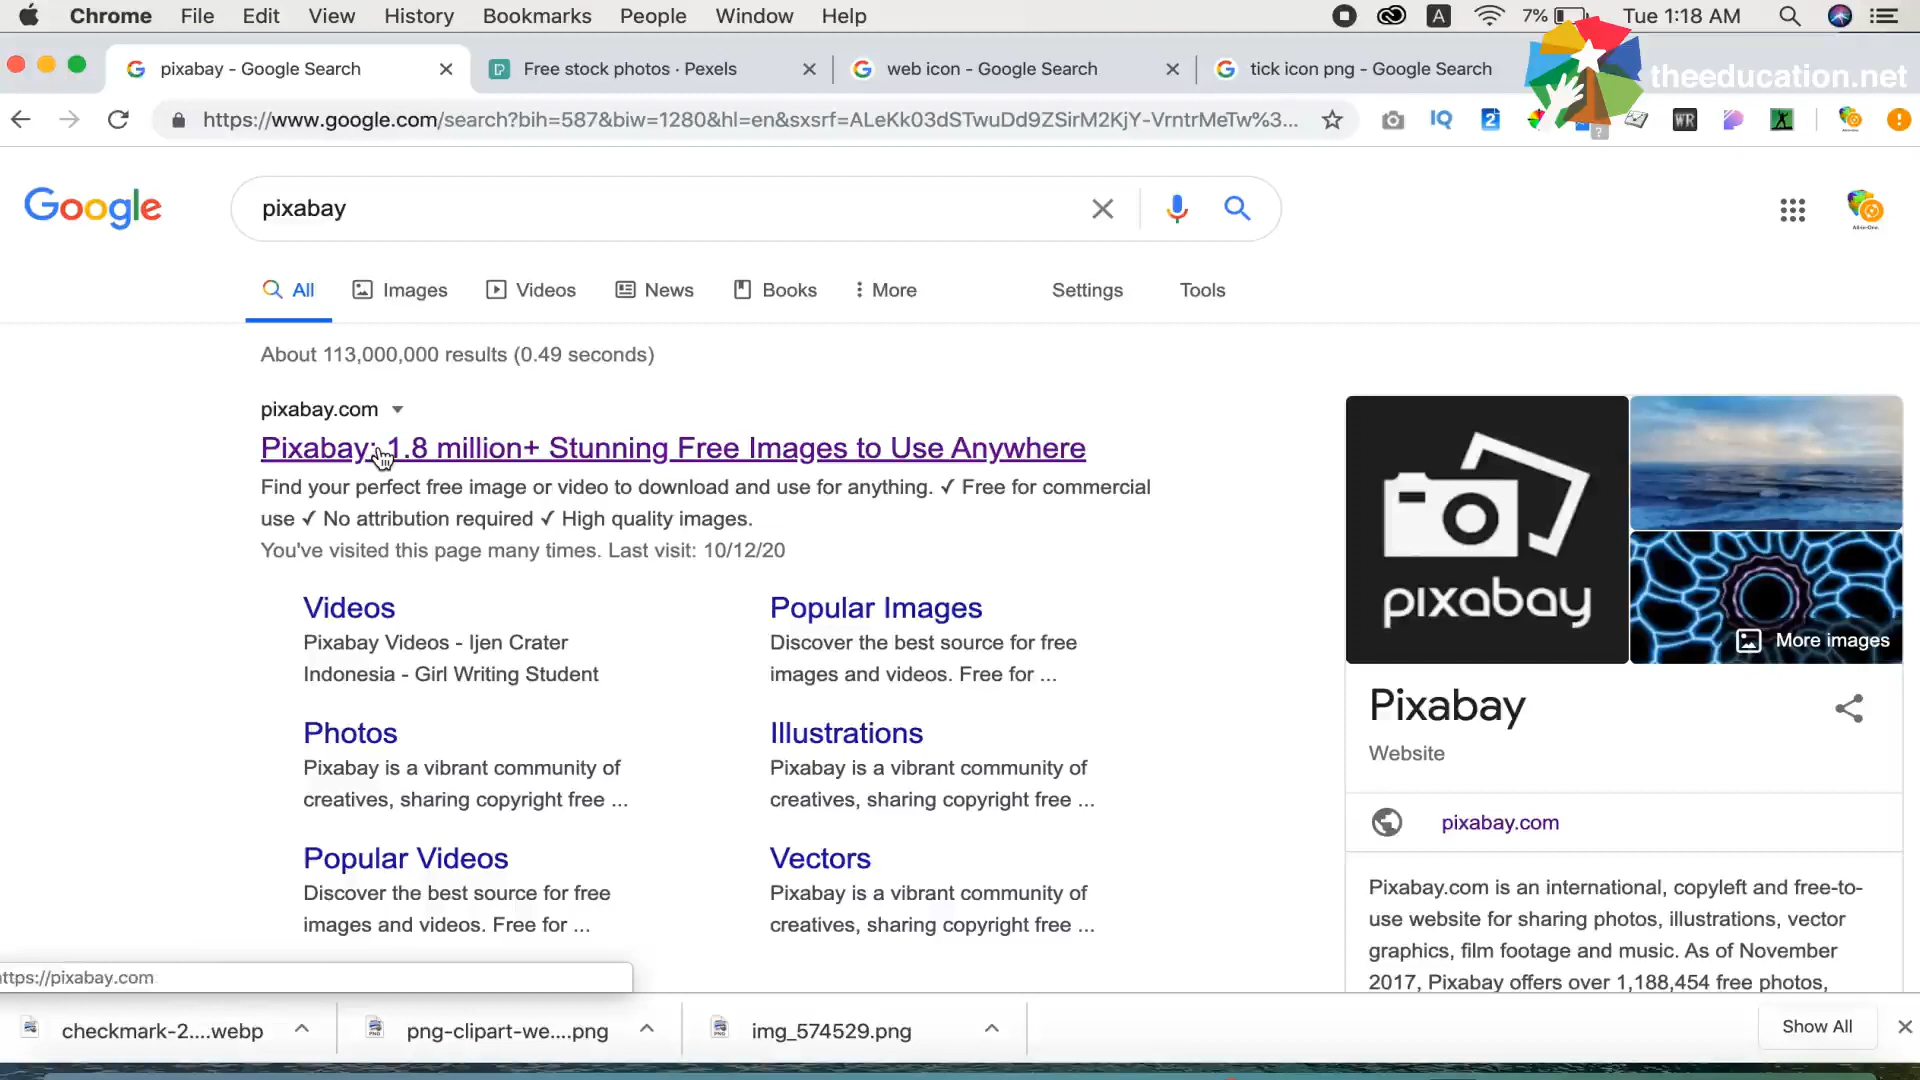 Chrome File Edit View History Bookmarks People Window Help
A 7% Tue 1:18 AM
pixabay - Google Search
Free stock photos · Pexels
web icon - Google Search
tick icon png - Google Search
theeducation.net
https://www.google.com/search?bih=587&biw=1280&hl=en&sxsrf=ALeKk03dSTwuDd9ZSirM2KjY-VrntrMeTw%3...
IQ 2 ? WR
Google
pixabay
All Images Videos News Books More Settings Tools
About 113,000,000 results (0.49 seconds)
pixabay.com
Pixabay: 1.8 million+ Stunning Free Images to Use Anywhere
Find your perfect free image or video to download and use for anything. ✓ Free for commercial
use ✓ No attribution required ✓ High quality images.
You've visited this page many times. Last visit: 10/12/20
Videos
Pixabay Videos - Ijen Crater
Indonesia - Girl Writing Student
Popular Images
Discover the best source for free
images and videos. Free for ...
Photos
Pixabay is a vibrant community of
creatives, sharing copyright free ...
Illustrations
Pixabay is a vibrant community of
creatives, sharing copyright free ...
Popular Videos
Discover the best source for free
images and videos. Free for ...
Vectors
Pixabay is a vibrant community of
creatives, sharing copyright free ...
pixabay
More images
Pixabay
Website
pixabay.com
Pixabay.com is an international, copyleft and free-to-
use website for sharing photos, illustrations, vector
graphics, film footage and music. As of November
2017, Pixabay offers over 1,188,454 free photos,
ttps://pixabay.com
checkmark-2....webp
png-clipart-we....png
img_574529.png
Show All